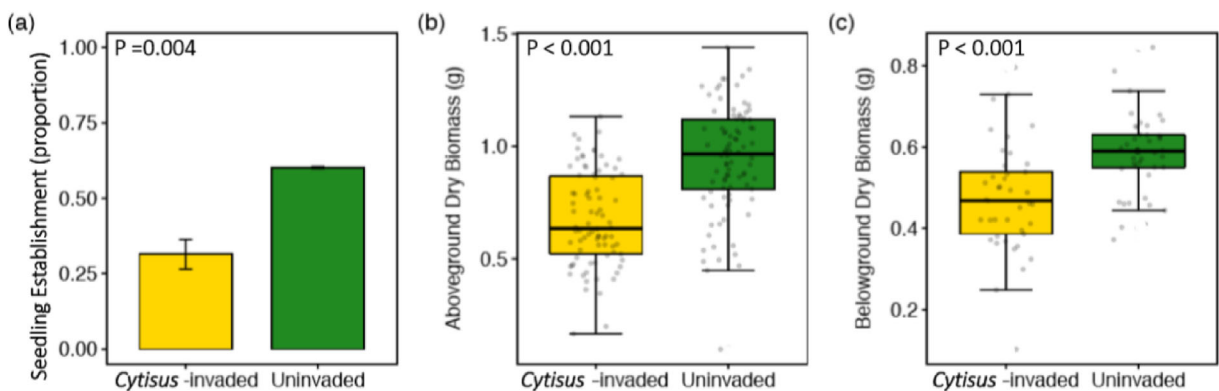 (a)
P =0.004
Seedling Establishment (proportion)
1.00
0.75
0.50
0.25
0.00
Cytisus -invaded
Uninvaded
(b)
P < 0.001
Aboveground Dry Biomass (g)
1.5
1.0
0.5
Cytisus -invaded
Uninvaded
(c)
P < 0.001
Belowground Dry Biomass (g)
0.8
0.6
0.4
0.2
Cytisus -invaded
Uninvaded